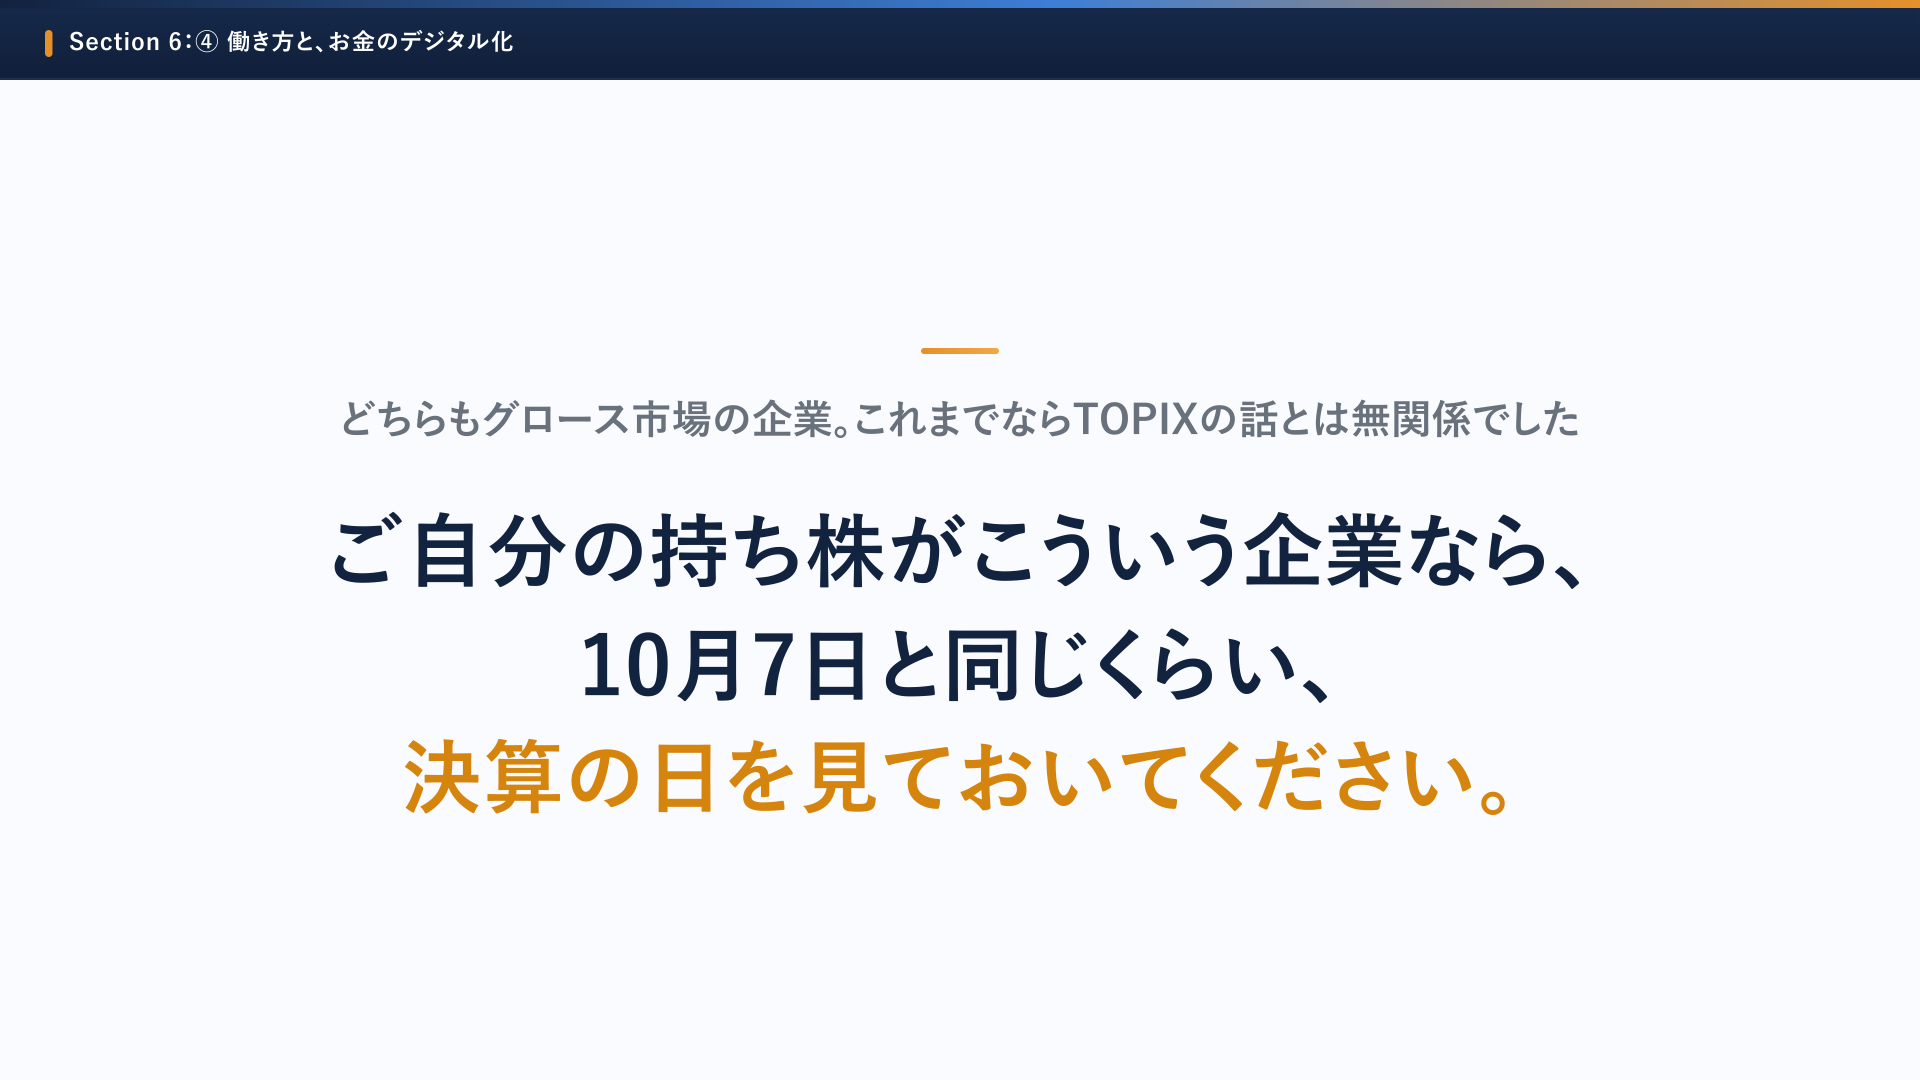 Section 6：④ 働き方と、お金のデジタル化
どちらもグロース市場の企業。これまでならTOPIXの話とは無関係でした
ご自分の持ち株がこういう企業なら、
10月7日と同じくらい、
決算の日を見ておいてください。